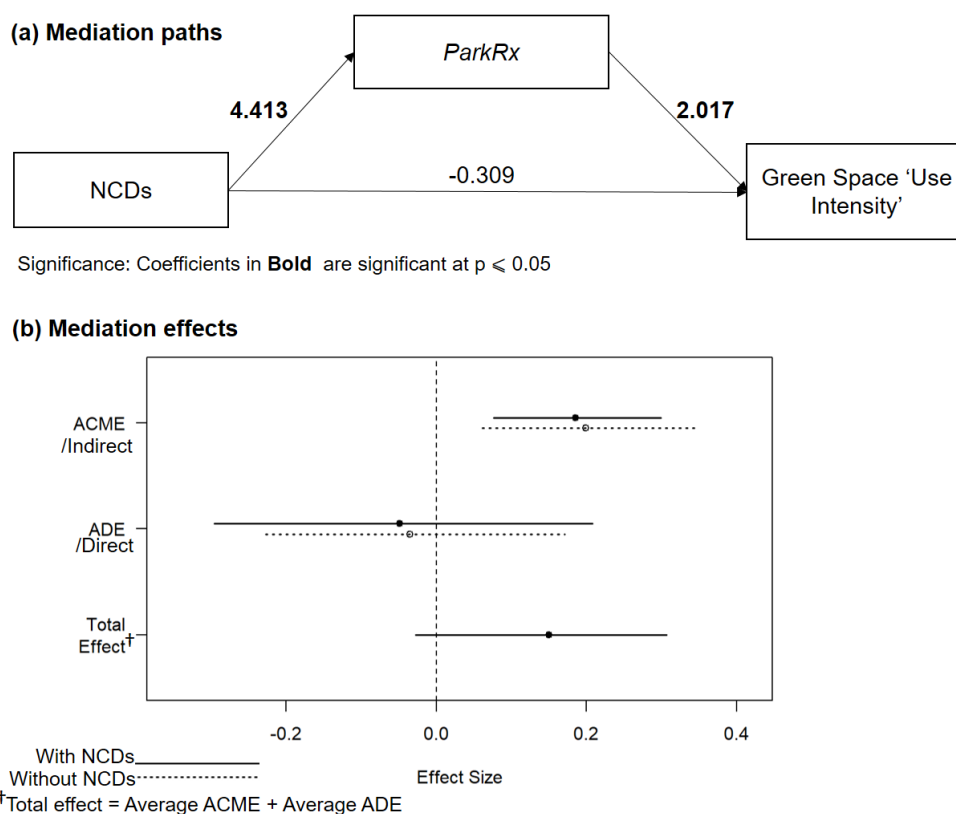 (a) Mediation paths
ParkRx
4.413
2.017
NCDs
-0.309
Green Space ‘Use
Intensity’
Significance: Coefficients in Bold are significant at p ⩽ 0.05
(b) Mediation effects
ACME
/Indirect
ADE
/Direct
Total
Effect†
-0.2
0.0
0.2
0.4
With NCDs
Without NCDs
Effect Size
†Total effect = Average ACME + Average ADE